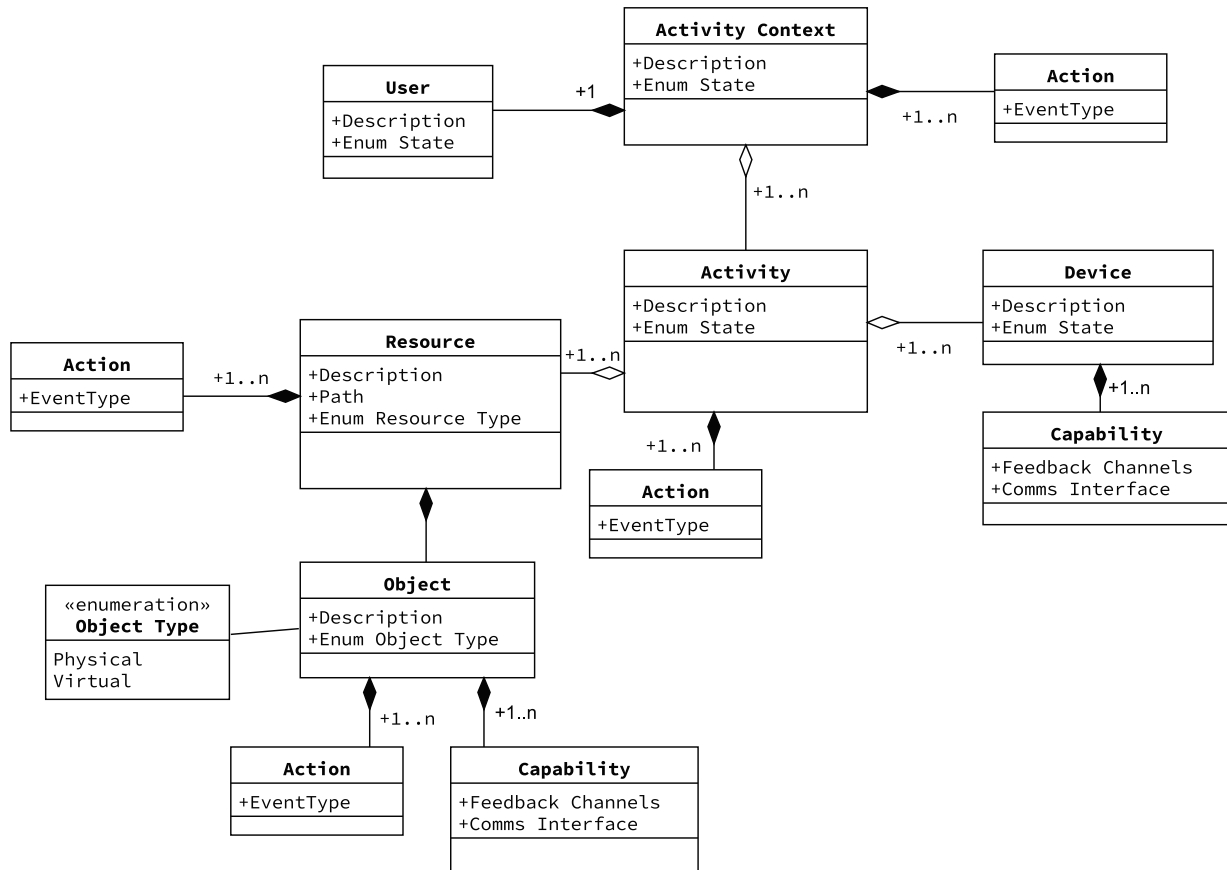 Activity Context
+Description
+Enum State
User
+Description
+Enum State
+1
Action
+EventType
+1..n
+1..n
Activity
+Description
+Enum State
Device
+Description
+Enum State
+1..n
Resource
+Description
+Path
+Enum Resource Type
+1..n
Action
+EventType
+1..n
+1..n
Capability
+Feedback Channels
+Comms Interface
+1..n
Action
+EventType
Object
+Description
+Enum Object Type
«enumeration»
Object Type
Physical
Virtual
+1..n
+1..n
Action
+EventType
Capability
+Feedback Channels
+Comms Interface